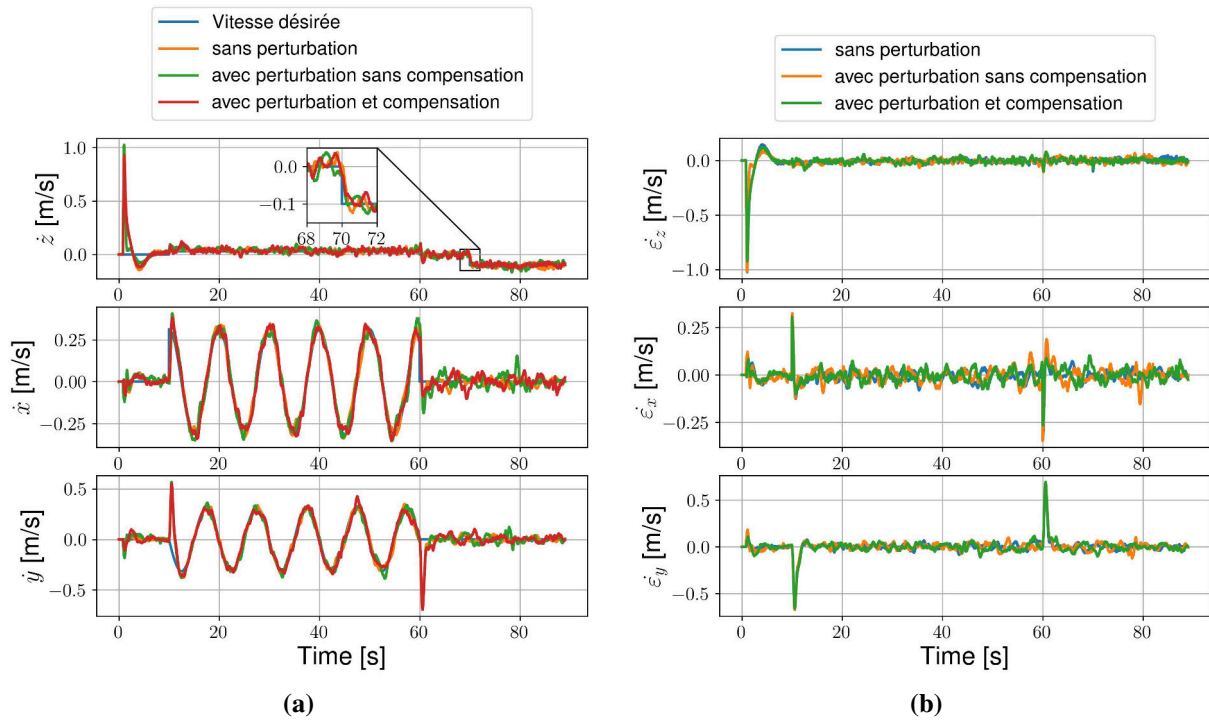 Vitesse désirée
sans perturbation
avec perturbation sans compensation
avec perturbation et compensation
1.0
0.5
0.0
ż [m/s]
0.0
−0.1
68 70 72
0 20 40 60 80
0.25
0.00
−0.25
ẋ [m/s]
0 20 40 60 80
0.5
0.0
−0.5
ẏ [m/s]
0 20 40 60 80
Time [s]
(a)
sans perturbation
avec perturbation sans compensation
avec perturbation et compensation
0.0
−0.5
−1.0
ε̇_z [m/s]
0 20 40 60 80
0.25
0.00
−0.25
ε̇_x [m/s]
0 20 40 60 80
0.5
0.0
−0.5
ε̇_y [m/s]
0 20 40 60 80
Time [s]
(b)